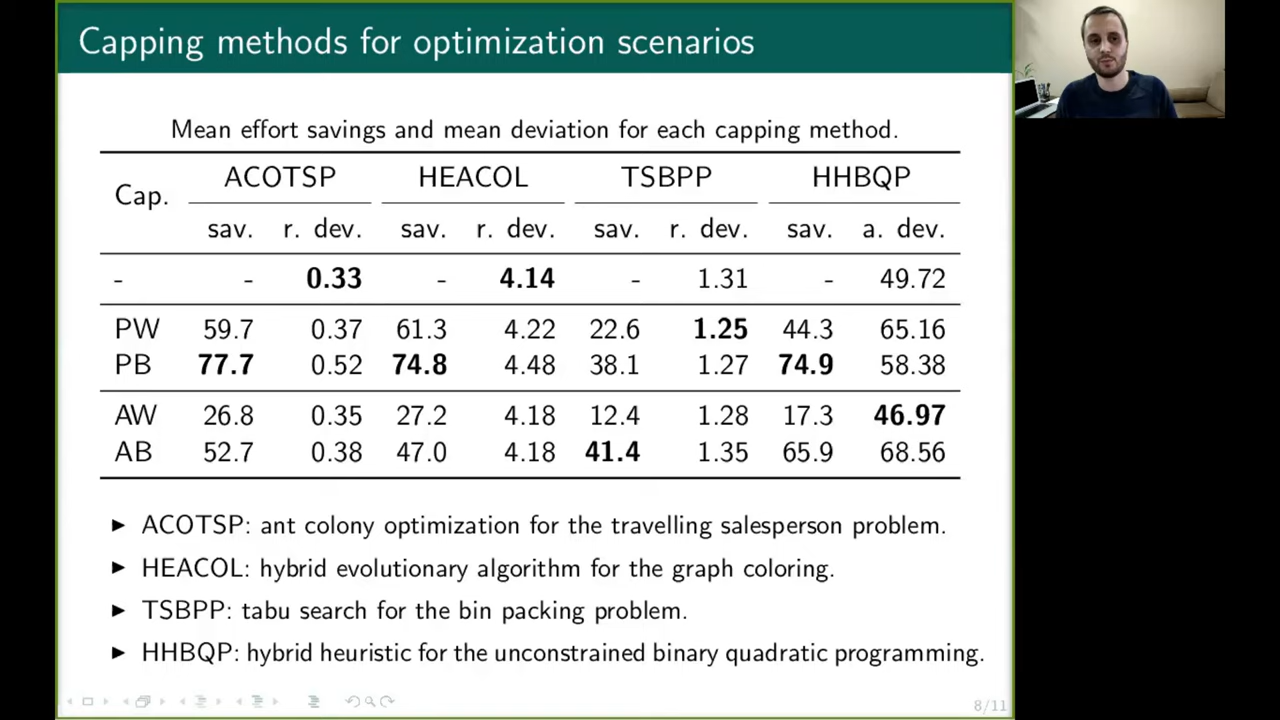 Capping methods for optimization scenarios
Mean effort savings and mean deviation for each capping method.
Cap. ACOTSP HEACOL TSBPP HHBQP
sav. r. dev. sav. r. dev. sav. r. dev. sav. a. dev.
- - 0.33 - 4.14 - 1.31 - 49.72
PW 59.7 0.37 61.3 4.22 22.6 1.25 44.3 65.16
PB 77.7 0.52 74.8 4.48 38.1 1.27 74.9 58.38
AW 26.8 0.35 27.2 4.18 12.4 1.28 17.3 46.97
AB 52.7 0.38 47.0 4.18 41.4 1.35 65.9 68.56
► ACOTSP: ant colony optimization for the travelling salesperson problem.
► HEACOL: hybrid evolutionary algorithm for the graph coloring.
► TSBPP: tabu search for the bin packing problem.
► HHBQP: hybrid heuristic for the unconstrained binary quadratic programming.
8/11